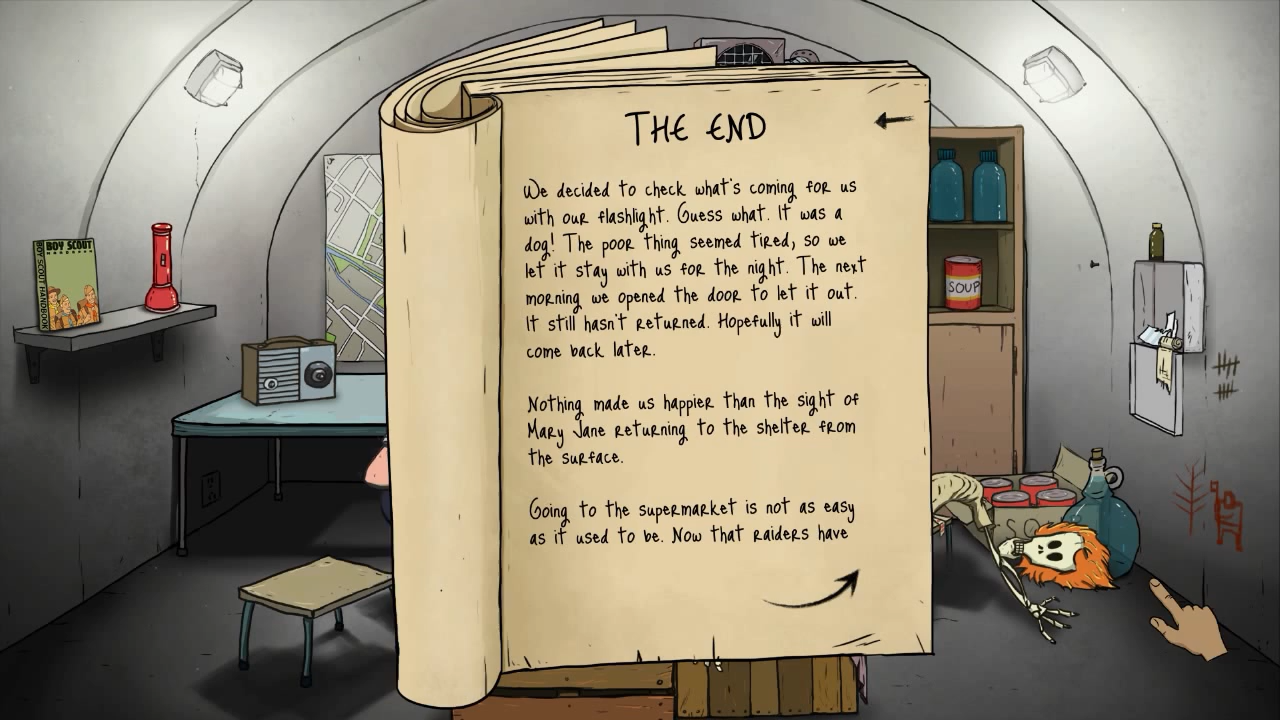 THE END
We decided to check what's coming for us
with our flashlight. Guess what. It was a
dog! The poor thing seemed tired, so we
let it stay with us for the night. The next
morning we opened the door to let it out.
It still hasn't returned. Hopefully it will
come back later.
Nothing made us happier than the sight of
Mary Jane returning to the shelter from
the surface.
Going to the supermarket is not as easy
as it used to be. Now that raiders have
BOY SCOUT
BOY SCOUT HANDBOOK
SOUP